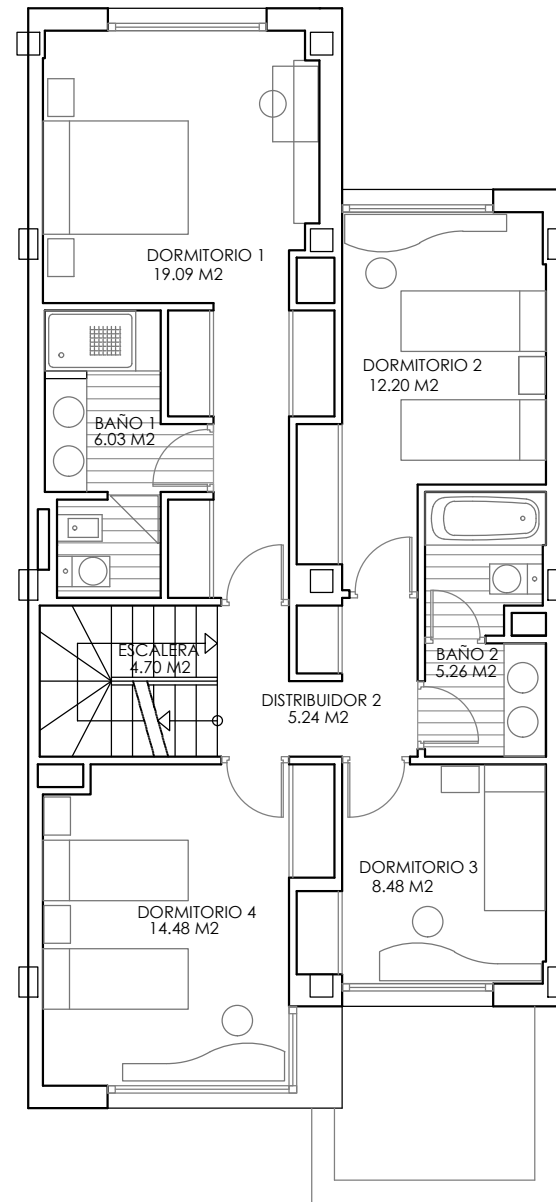 DORMITORIO 1
19.09 M2
DORMITORIO 2
12.20 M2
BAÑO 1
6.03 M2
ESCALERA
4.70 M2
BAÑO 2
5.26 M2
DISTRIBUIDOR 2
5.24 M2
DORMITORIO 3
8.48 M2
DORMITORIO 4
14.48 M2